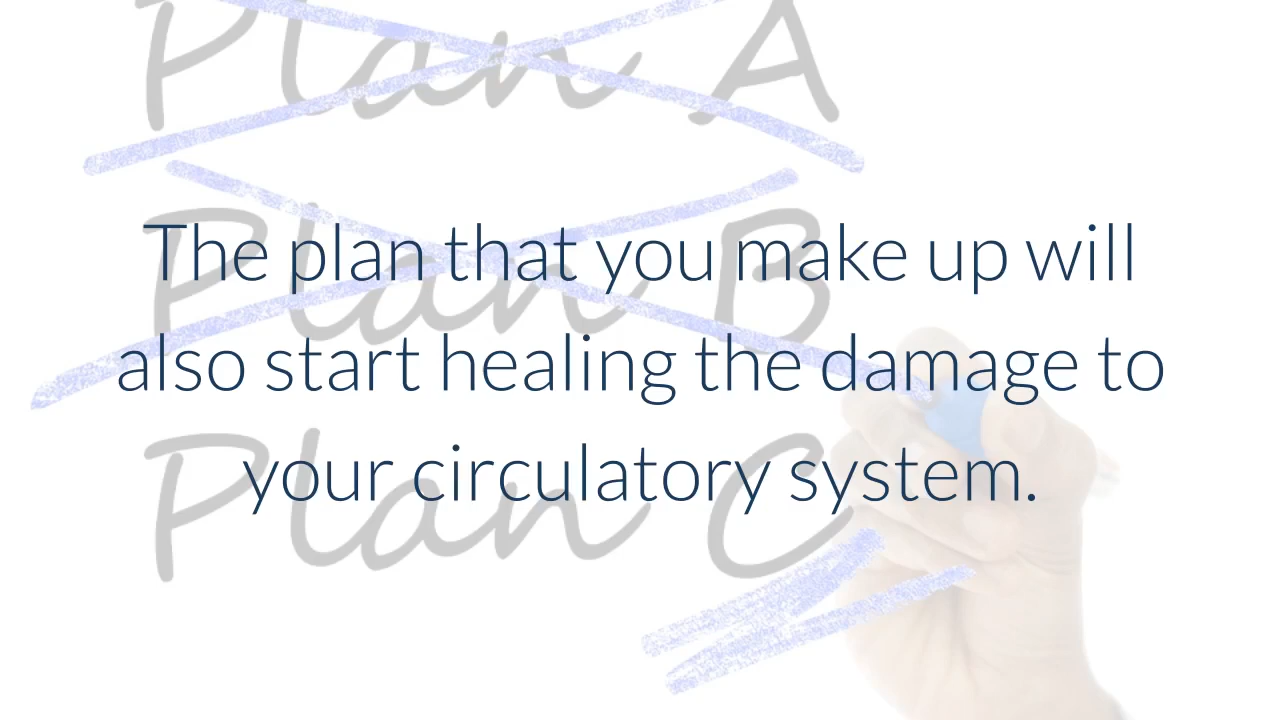 Plan A
Plan B
The plan that you make up will
also start healing the damage to
your circulatory system.
Plan C